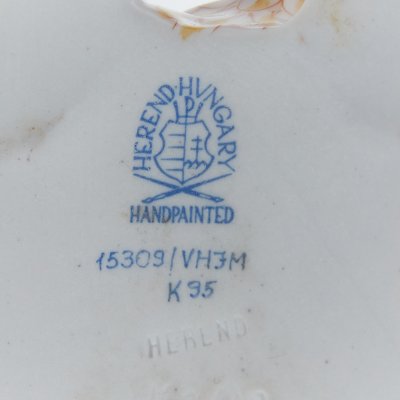 HEREND·HUNGARY
HANDPAINTED
15309/VHJM
K 95
HEREND